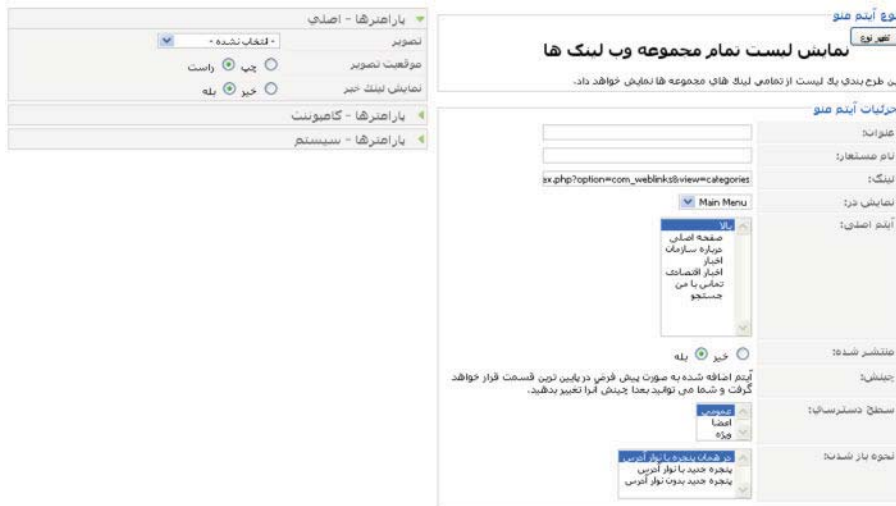 نوع آیتم منو
تغییر نوع
نمایش لیست تمام مجموعه وب لینک ها
این طرح بندی یک لیست از تمامی لینک های مجموعه ها نمایش خواهد داد.
جزئیات آیتم منو
عنوان:
نام مستعار:
لینک:
ex.php?option=com_weblinks&view=categories
نمایش در:
Main Menu
آیتم اصلی:
بالا
صفحه اصلی
درباره سازمان
اخبار
اخبار اقتصادی
تماس با من
جستجو
منتشر شده:
خیر بله
چینش:
آیتم اضافه شده به صورت پیش فرض در پایین ترین قسمت قرار خواهد
گرفت و شما می توانید بعدا چینش آنرا تغییر بدهید.
سطح دسترسی:
عمومی
اعضا
ویژه
نحوه باز شدن:
در همان پنجره با نوار آدرس
پنجره جدید با نوار آدرس
پنجره جدید بدون نوار آدرس
پارامترها - اصلی
تصویر
- انتخاب نشده -
موقعیت تصویر
چپ راست
نمایش لینک خبر
خیر بله
پارامترها - کامپوننت
پارامترها - سیستم